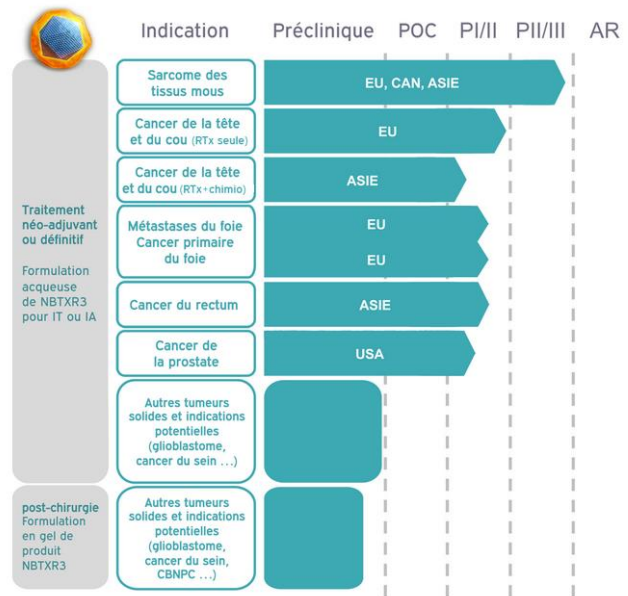 Indication Préclinique POC PI/II PII/III AR
Traitement
néo-adjuvant
ou définitif
Formulation
acqueuse
de NBTXR3
pour IT ou IA
Sarcome des
tissus mous
EU, CAN, ASIE
Cancer de la tête
et du cou (RTx seule)
EU
Cancer de la tête
et du cou (RTx+chimio)
ASIE
Métastases du foie
Cancer primaire
du foie
EU
EU
Cancer du rectum
ASIE
Cancer de
la prostate
USA
Autres tumeurs
solides et indications
potentielles
(glioblastome,
cancer du sein ...)
post-chirurgie
Formulation
en gel de
produit
NBTXR3
Autres tumeurs
solides et indications
potentielles
(glioblastome,
cancer du sein,
CBNPC ...)